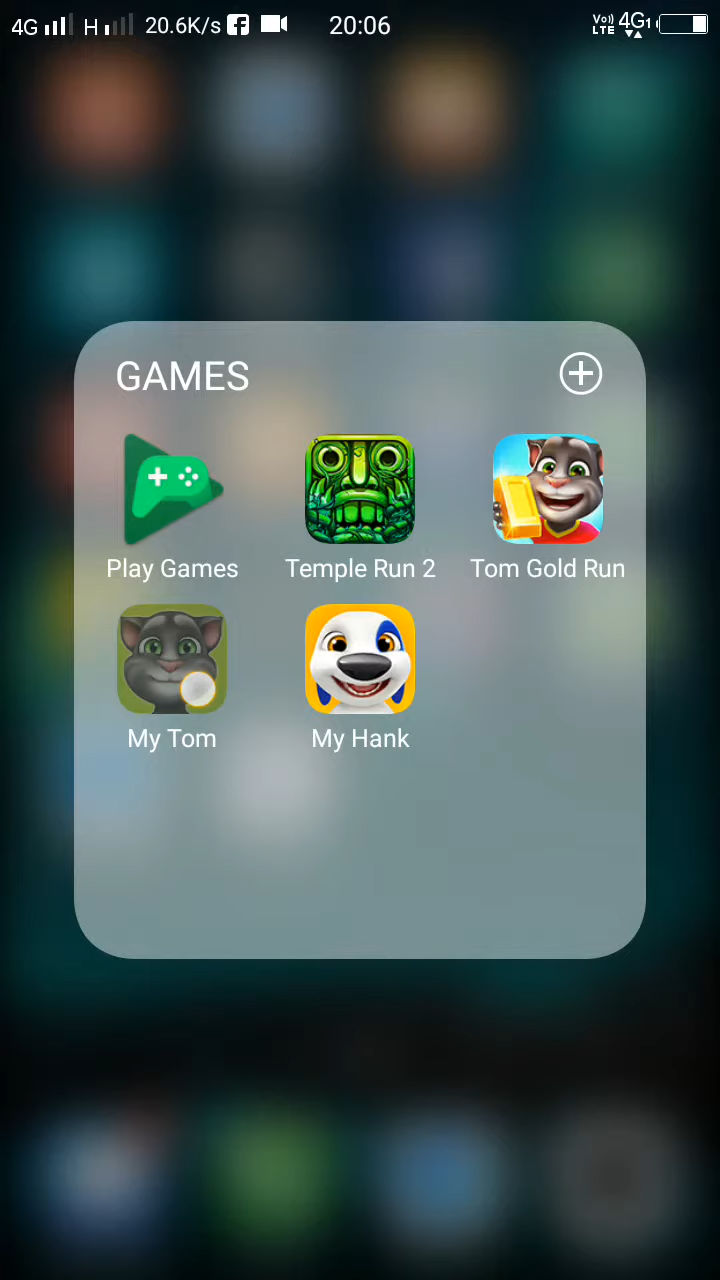 4G H 20.6K/s 20:06 Vo)) LTE 4G1
GAMES
Play Games Temple Run 2 Tom Gold Run
My Tom My Hank